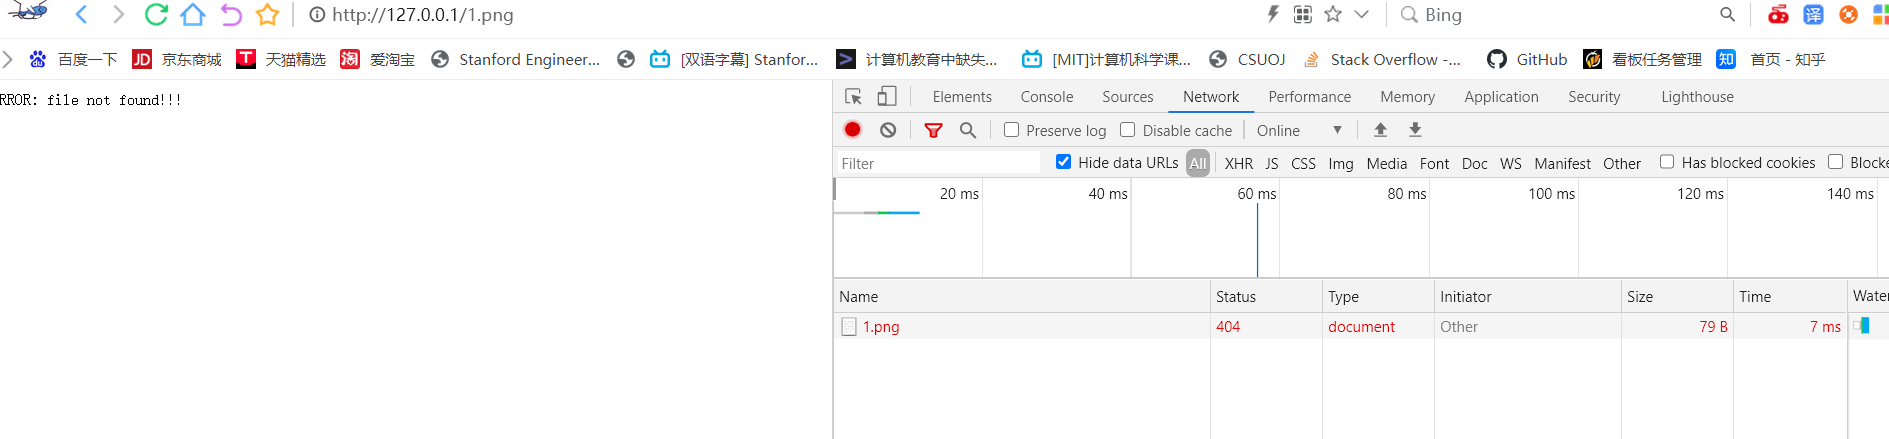 http://127.0.0.1/1.png Bing 译
du 百度一下 JD 京东商城 T 天猫精选 淘 爱淘宝 Stanford Engineer... [双语字幕] Stanfor... 计算机教育中缺失... [MIT]计算机科学课... CSUOJ Stack Overflow -... GitHub 看板任务管理 知 首页 - 知乎
RROR: file not found!!!
Elements Console Sources Network Performance Memory Application Security Lighthouse
Preserve log Disable cache Online
Filter Hide data URLs All XHR JS CSS Img Media Font Doc WS Manifest Other Has blocked cookies Blocke
20 ms 40 ms 60 ms 80 ms 100 ms 120 ms 140 ms
Name Status Type Initiator Size Time Water
1.png 404 document Other 79 B 7 ms